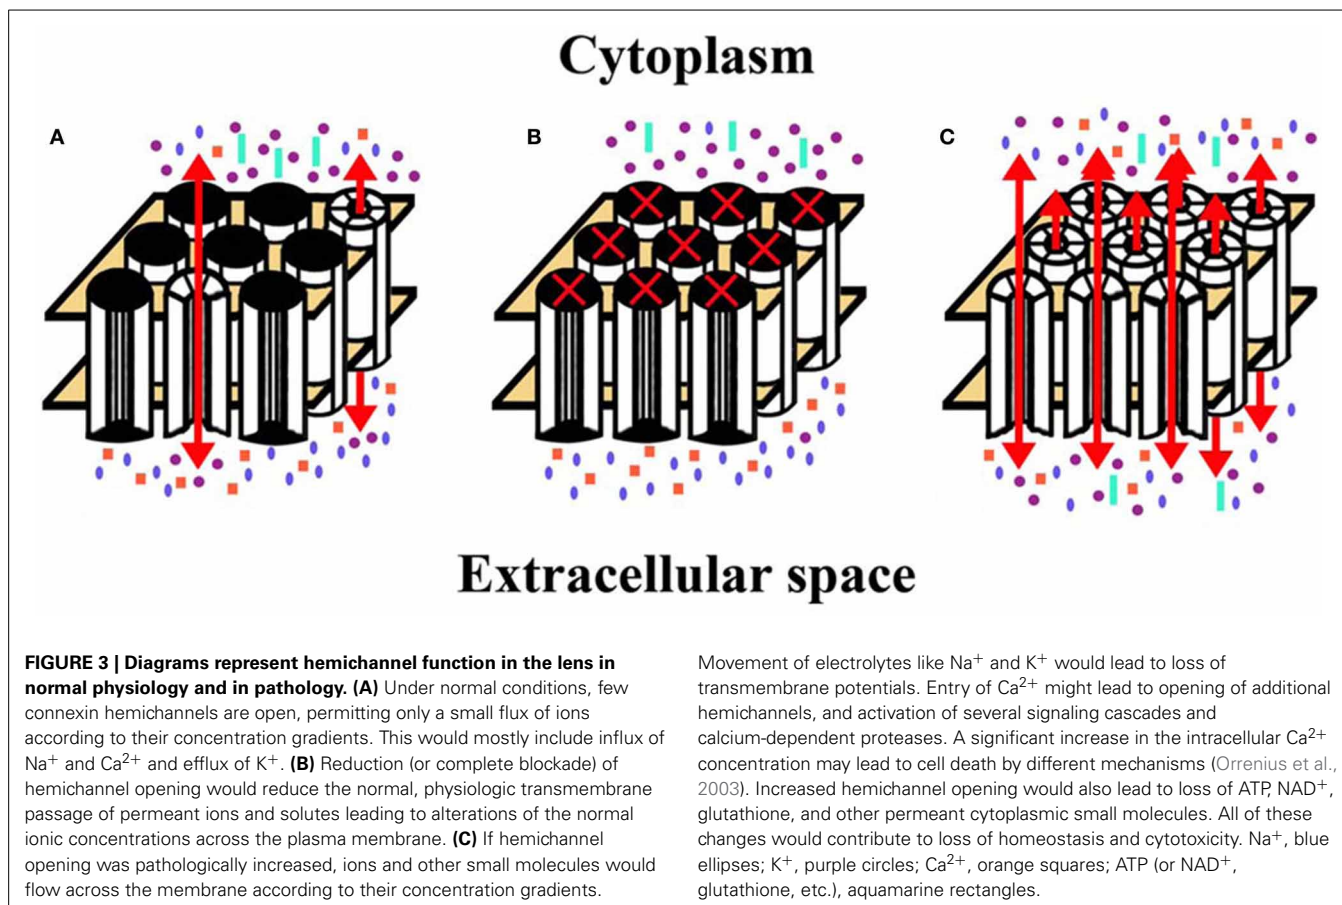 Cytoplasm
A
B
C
Extracellular space
FIGURE 3 | Diagrams represent hemichannel function in the lens in
normal physiology and in pathology. (A) Under normal conditions, few
connexin hemichannels are open, permitting only a small flux of ions
according to their concentration gradients. This would mostly include influx of
Na⁺ and Ca²⁺ and efflux of K⁺. (B) Reduction (or complete blockade) of
hemichannel opening would reduce the normal, physiologic transmembrane
passage of permeant ions and solutes leading to alterations of the normal
ionic concentrations across the plasma membrane. (C) If hemichannel
opening was pathologically increased, ions and other small molecules would
flow across the membrane according to their concentration gradients.
Movement of electrolytes like Na⁺ and K⁺ would lead to loss of
transmembrane potentials. Entry of Ca²⁺ might lead to opening of additional
hemichannels, and activation of several signaling cascades and
calcium-dependent proteases. A significant increase in the intracellular Ca²⁺
concentration may lead to cell death by different mechanisms (Orrenius et al.,
2003). Increased hemichannel opening would also lead to loss of ATP, NAD⁺,
glutathione, and other permeant cytoplasmic small molecules. All of these
changes would contribute to loss of homeostasis and cytotoxicity. Na⁺, blue
ellipses; K⁺, purple circles; Ca²⁺, orange squares; ATP (or NAD⁺,
glutathione, etc.), aquamarine rectangles.